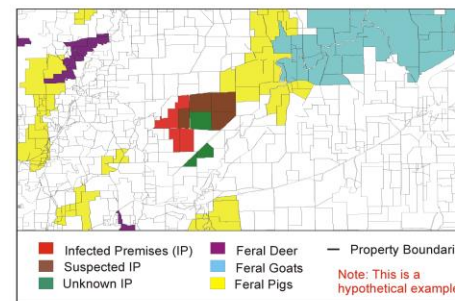 Infected Premises (IP)
Suspected IP
Unknown IP
Feral Deer
Feral Goats
Feral Pigs
Property Boundari
Note: This is a
hypothetical example